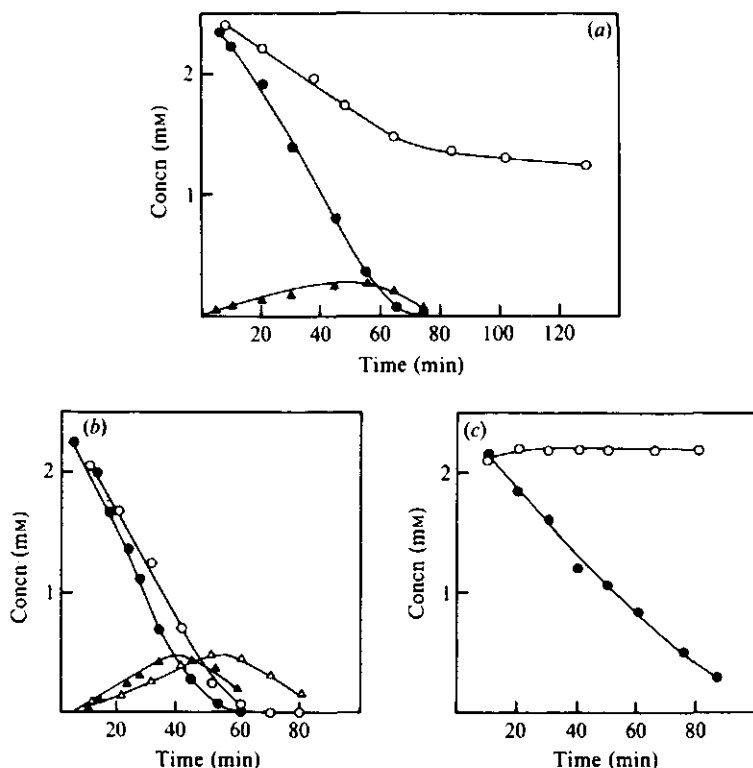 (a)
2
1
Concn (mM)
20 40 60 80 100 120
Time (min)
(b)
2
1
Concn (mM)
20 40 60 80
Time (min)
(c)
2
1
Concn (mM)
20 40 60 80
Time (min)